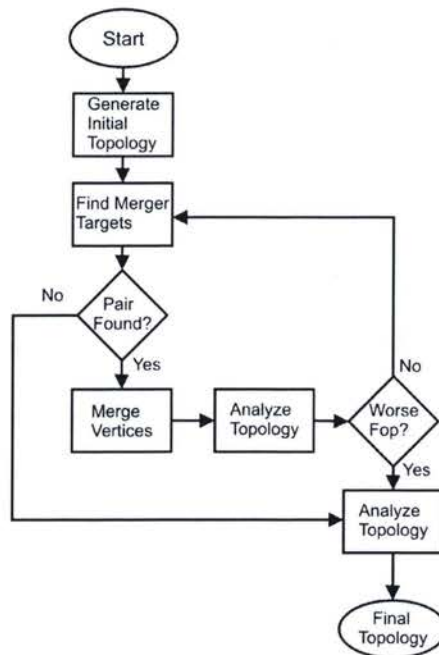 Start
Generate
Initial
Topology
Find Merger
Targets
No
Pair
Found?
Yes
No
Merge
Vertices
Analyze
Topology
Worse
Fop?
Yes
Analyze
Topology
Final
Topology